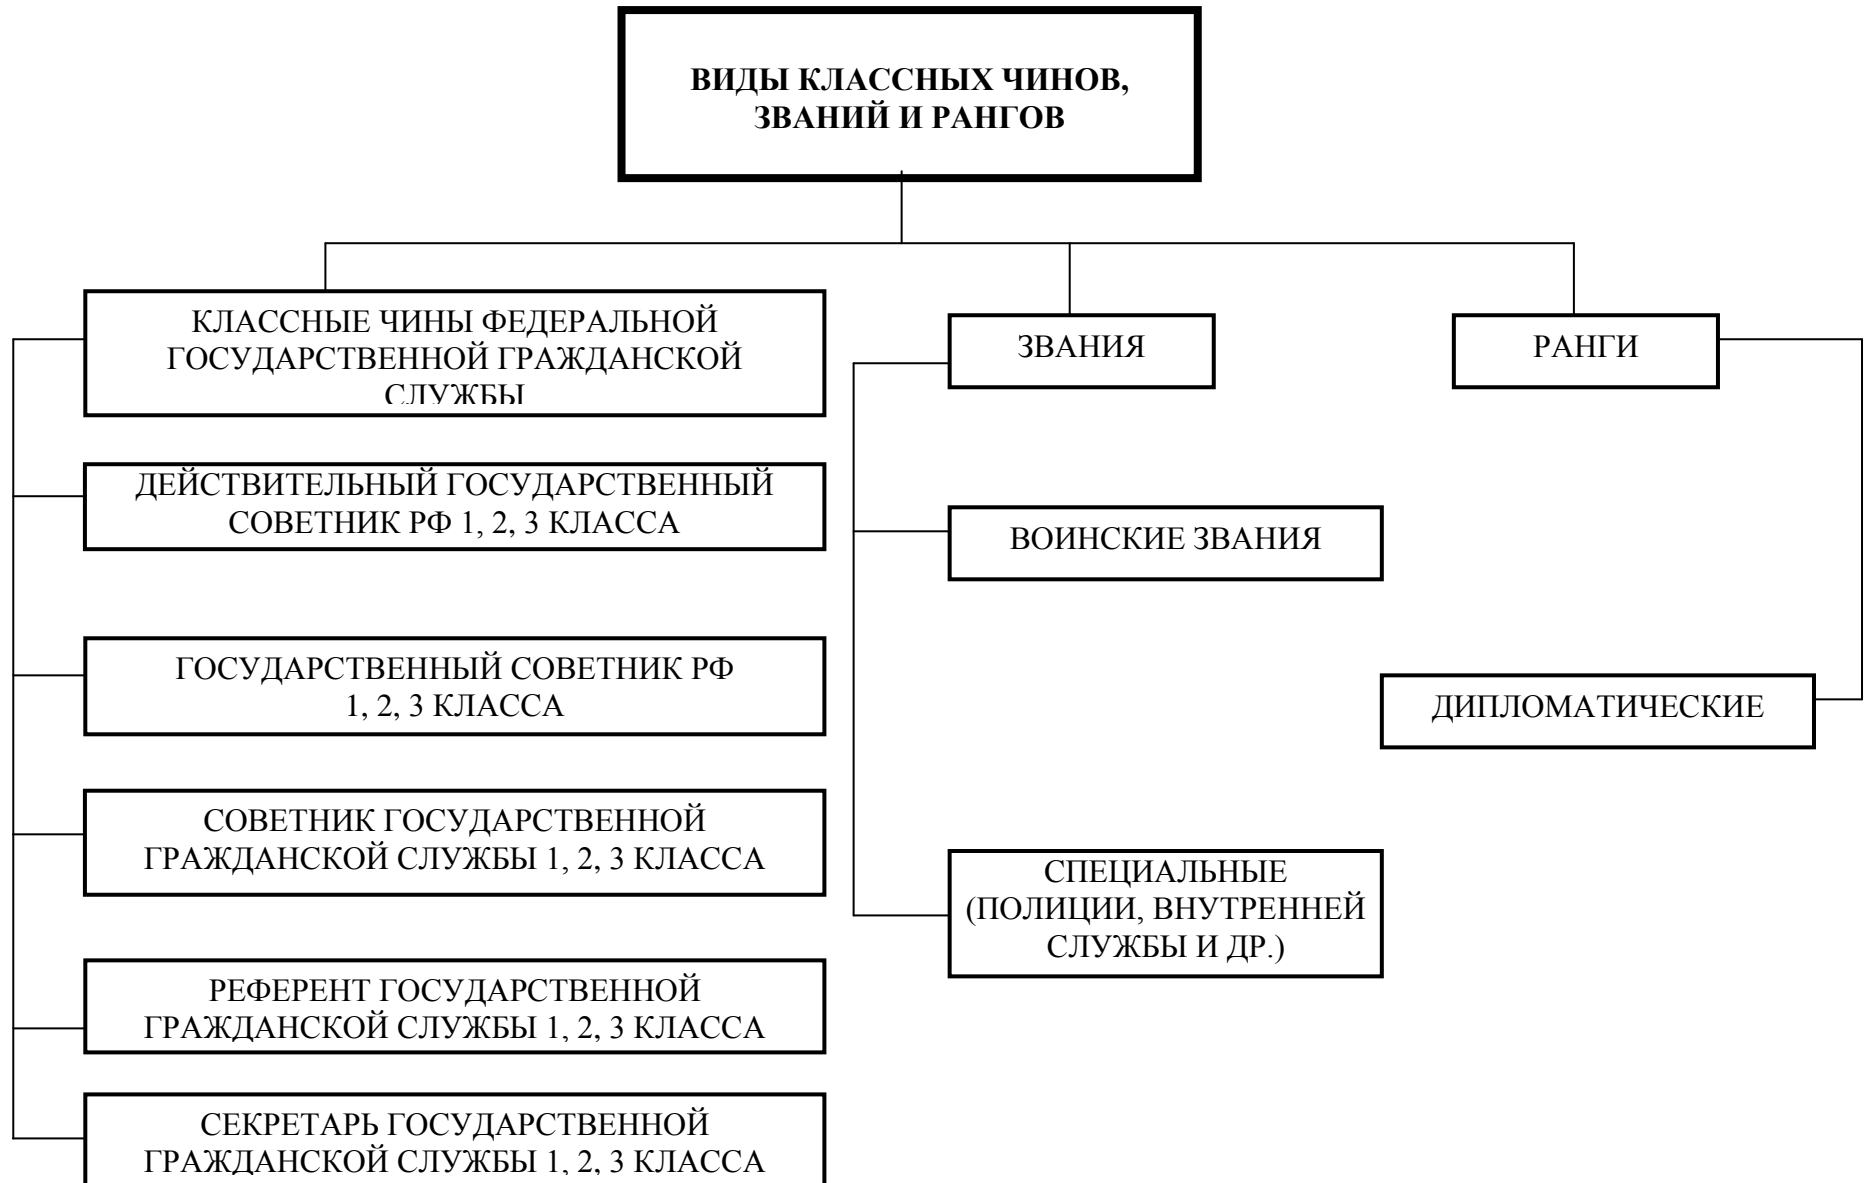 ВИДЫ КЛАССНЫХ ЧИНОВ,
ЗВАНИЙ И РАНГОВ
КЛАССНЫЕ ЧИНЫ ФЕДЕРАЛЬНОЙ
ГОСУДАРСТВЕННОЙ ГРАЖДАНСКОЙ
СЛУЖБЫ
ДЕЙСТВИТЕЛЬНЫЙ ГОСУДАРСТВЕННЫЙ
СОВЕТНИК РФ 1, 2, 3 КЛАССА
ГОСУДАРСТВЕННЫЙ СОВЕТНИК РФ
1, 2, 3 КЛАССА
СОВЕТНИК ГОСУДАРСТВЕННОЙ
ГРАЖДАНСКОЙ СЛУЖБЫ 1, 2, 3 КЛАССА
РЕФЕРЕНТ ГОСУДАРСТВЕННОЙ
ГРАЖДАНСКОЙ СЛУЖБЫ 1, 2, 3 КЛАССА
СЕКРЕТАРЬ ГОСУДАРСТВЕННОЙ
ГРАЖДАНСКОЙ СЛУЖБЫ 1, 2, 3 КЛАССА
ЗВАНИЯ
ВОИНСКИЕ ЗВАНИЯ
СПЕЦИАЛЬНЫЕ
(ПОЛИЦИИ, ВНУТРЕННЕЙ
СЛУЖБЫ И ДР.)
РАНГИ
ДИПЛОМАТИЧЕСКИЕ